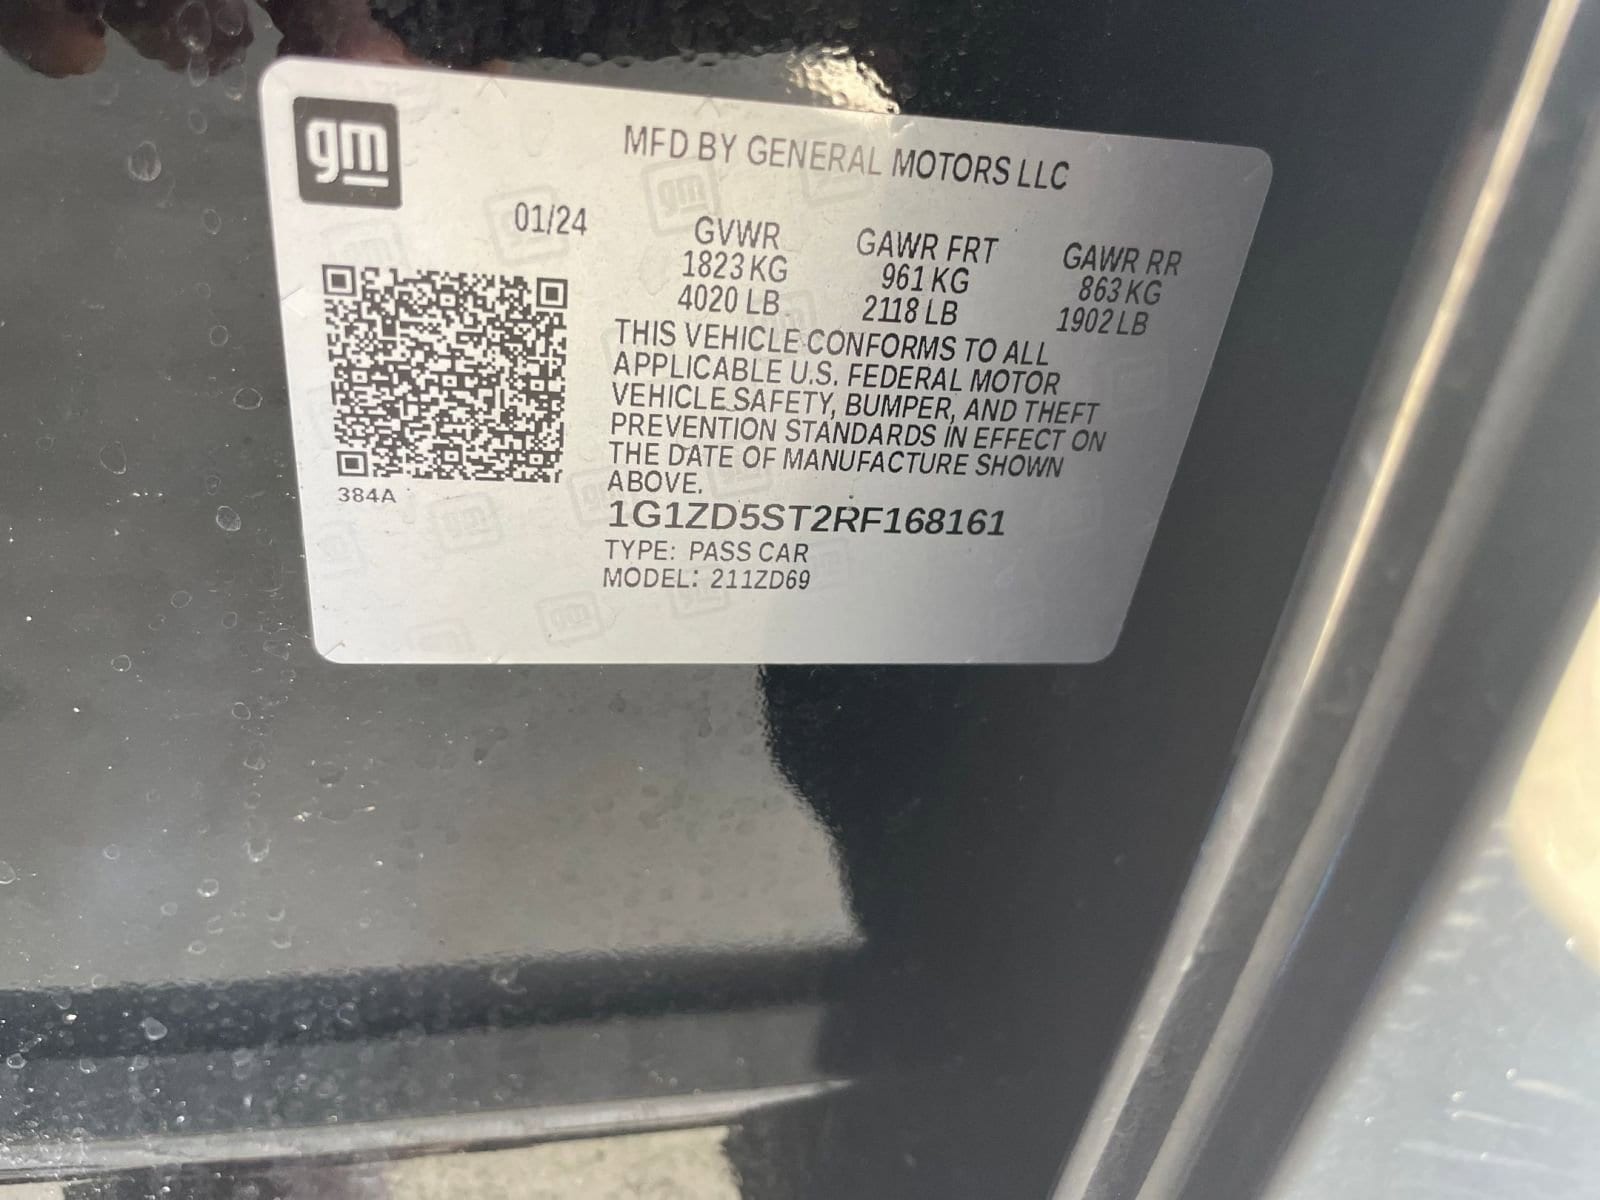 gm
MFD BY GENERAL MOTORS LLC
01/24
GVWR GAWR FRT GAWR RR
1823 KG 961 KG 863 KG
4020 LB 2118 LB 1902 LB
THIS VEHICLE CONFORMS TO ALL
APPLICABLE U.S. FEDERAL MOTOR
VEHICLE SAFETY, BUMPER, AND THEFT
PREVENTION STANDARDS IN EFFECT ON
THE DATE OF MANUFACTURE SHOWN
ABOVE.
384A
1G1ZD5ST2RF168161
TYPE: PASS CAR
MODEL: 211ZD69